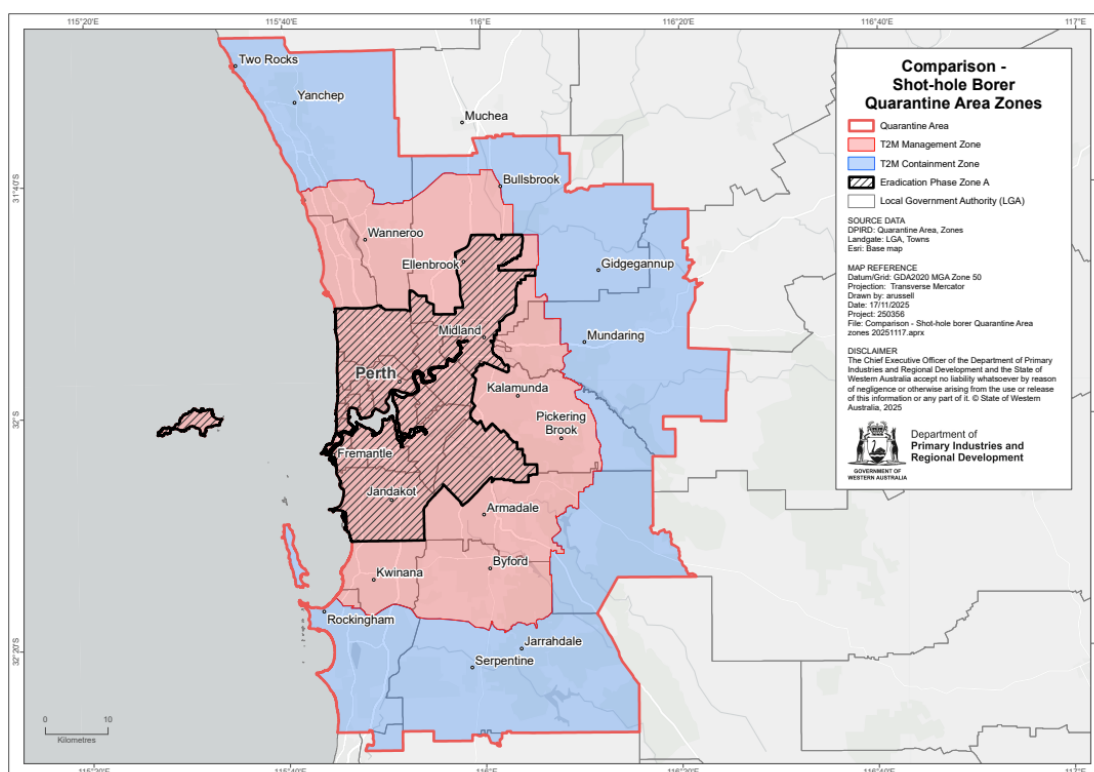 115°20'E
115°40'E
116°E
116°20'E
116°40'E
117°E
31°40'S
32°S
32°20'S
Two Rocks
Yanchep
Muchea
Bullsbrook
Wanneroo
Ellenbrook
Gidgegannup
Midland
Mundaring
Perth
Kalamunda
Pickering
Brook
Fremantle
Jandakot
Armadale
Byford
Kwinana
Rockingham
Jarrahdale
Serpentine
0 10
Kilometres
Comparison -
Shot-hole Borer
Quarantine Area Zones
Quarantine Area
T2M Management Zone
T2M Containment Zone
Eradication Phase Zone A
Local Government Authority (LGA)
SOURCE DATA
DPIRD: Quarantine Area, Zones
Landgate: LGA, Towns
Esri: Base map
MAP REFERENCE
Datum/Grid: GDA2020 MGA Zone 50
Projection: Transverse Mercator
Drawn by: arussell
Date: 17/11/2025
Project: 250356
File: Comparison - Shot-hole borer Quarantine Area
zones 20251117.aprx
DISCLAIMER
The Chief Executive Officer of the Department of Primary
Industries and Regional Development and the State of
Western Australia accept no liability whatsoever by reason
of negligence or otherwise arising from the use or release
of this information or any part of it. © State of Western
Australia, 2025
GOVERNMENT OF
WESTERN AUSTRALIA
Department of
Primary Industries and
Regional Development
115°40'E
116°E
116°20'E
116°40'E
117°E